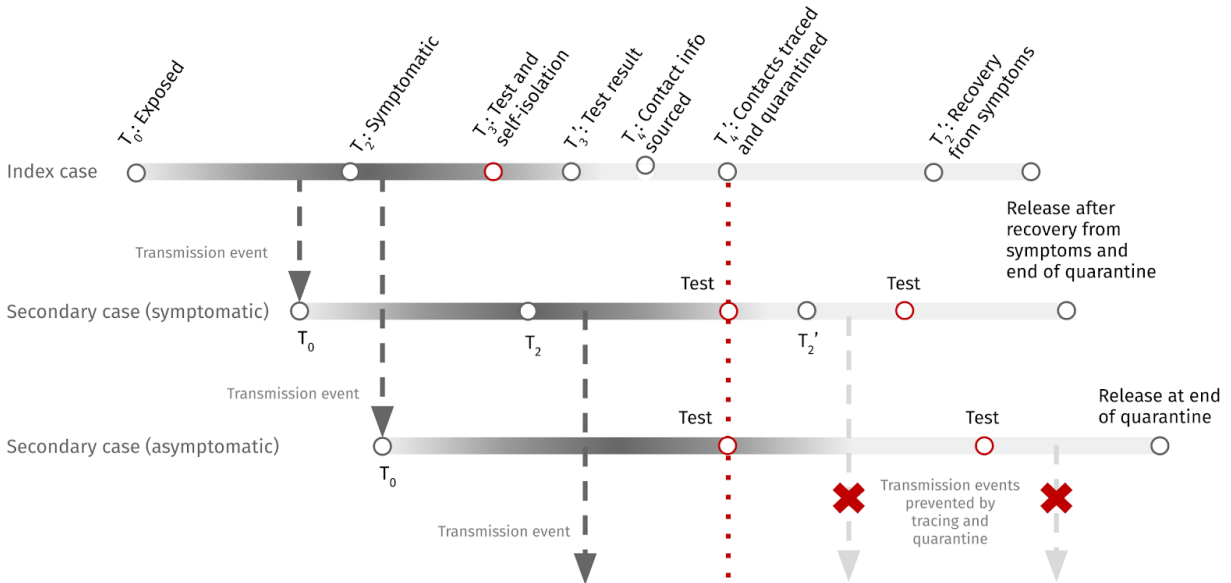 T₀: Exposed
T₂: Symptomatic
T₃: Test and
self-isolation
T₃': Test result
T₄: Contact info
sourced
T₄': Contacts traced
and quarantined
T₂': Recovery
from symptoms
Index case
Release after
recovery from
symptoms and
end of quarantine
Transmission event
Test
Test
Secondary case (symptomatic)
T₀
T₂
T₂'
Transmission event
Release at end
of quarantine
Test
Test
Secondary case (asymptomatic)
T₀
Transmission events
prevented by
tracing and
quarantine
Transmission event